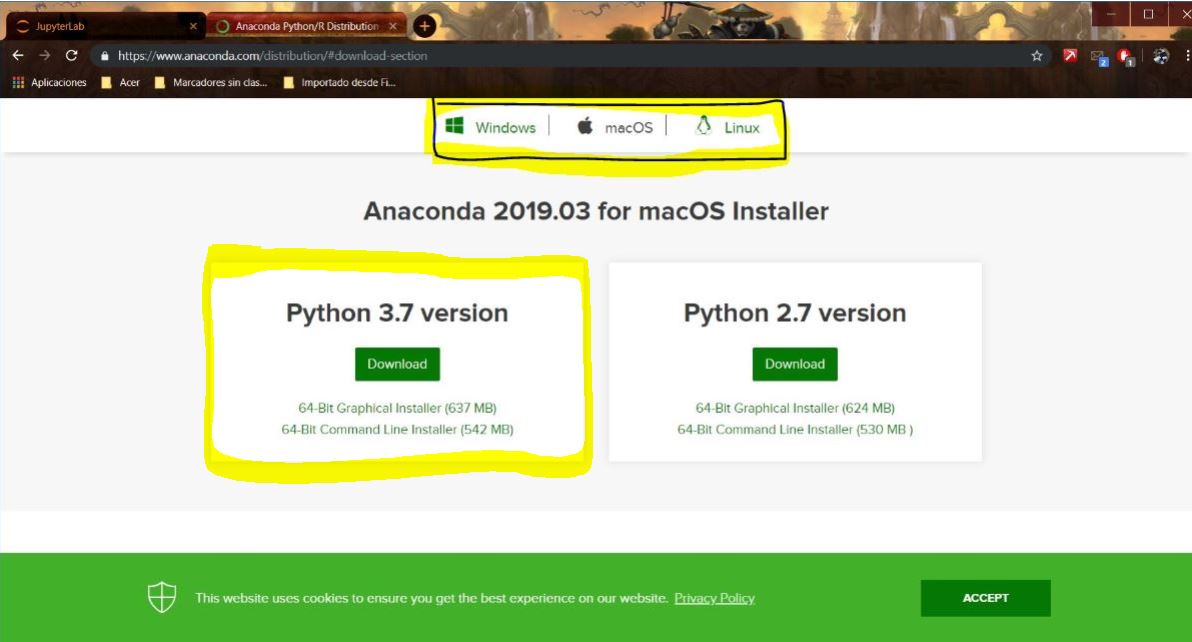 JupyterLab
Anaconda Python/R Distribution
https://www.anaconda.com/distribution/#download-section
Aplicaciones Acer Marcadores sin clas... Importado desde Fi...
2 1
Windows macOS Linux
Anaconda 2019.03 for macOS Installer
Python 3.7 version
Download
64-Bit Graphical Installer (637 MB)
64-Bit Command Line Installer (542 MB)
Python 2.7 version
Download
64-Bit Graphical Installer (624 MB)
64-Bit Command Line Installer (530 MB )
This website uses cookies to ensure you get the best experience on our website. Privacy Policy
ACCEPT